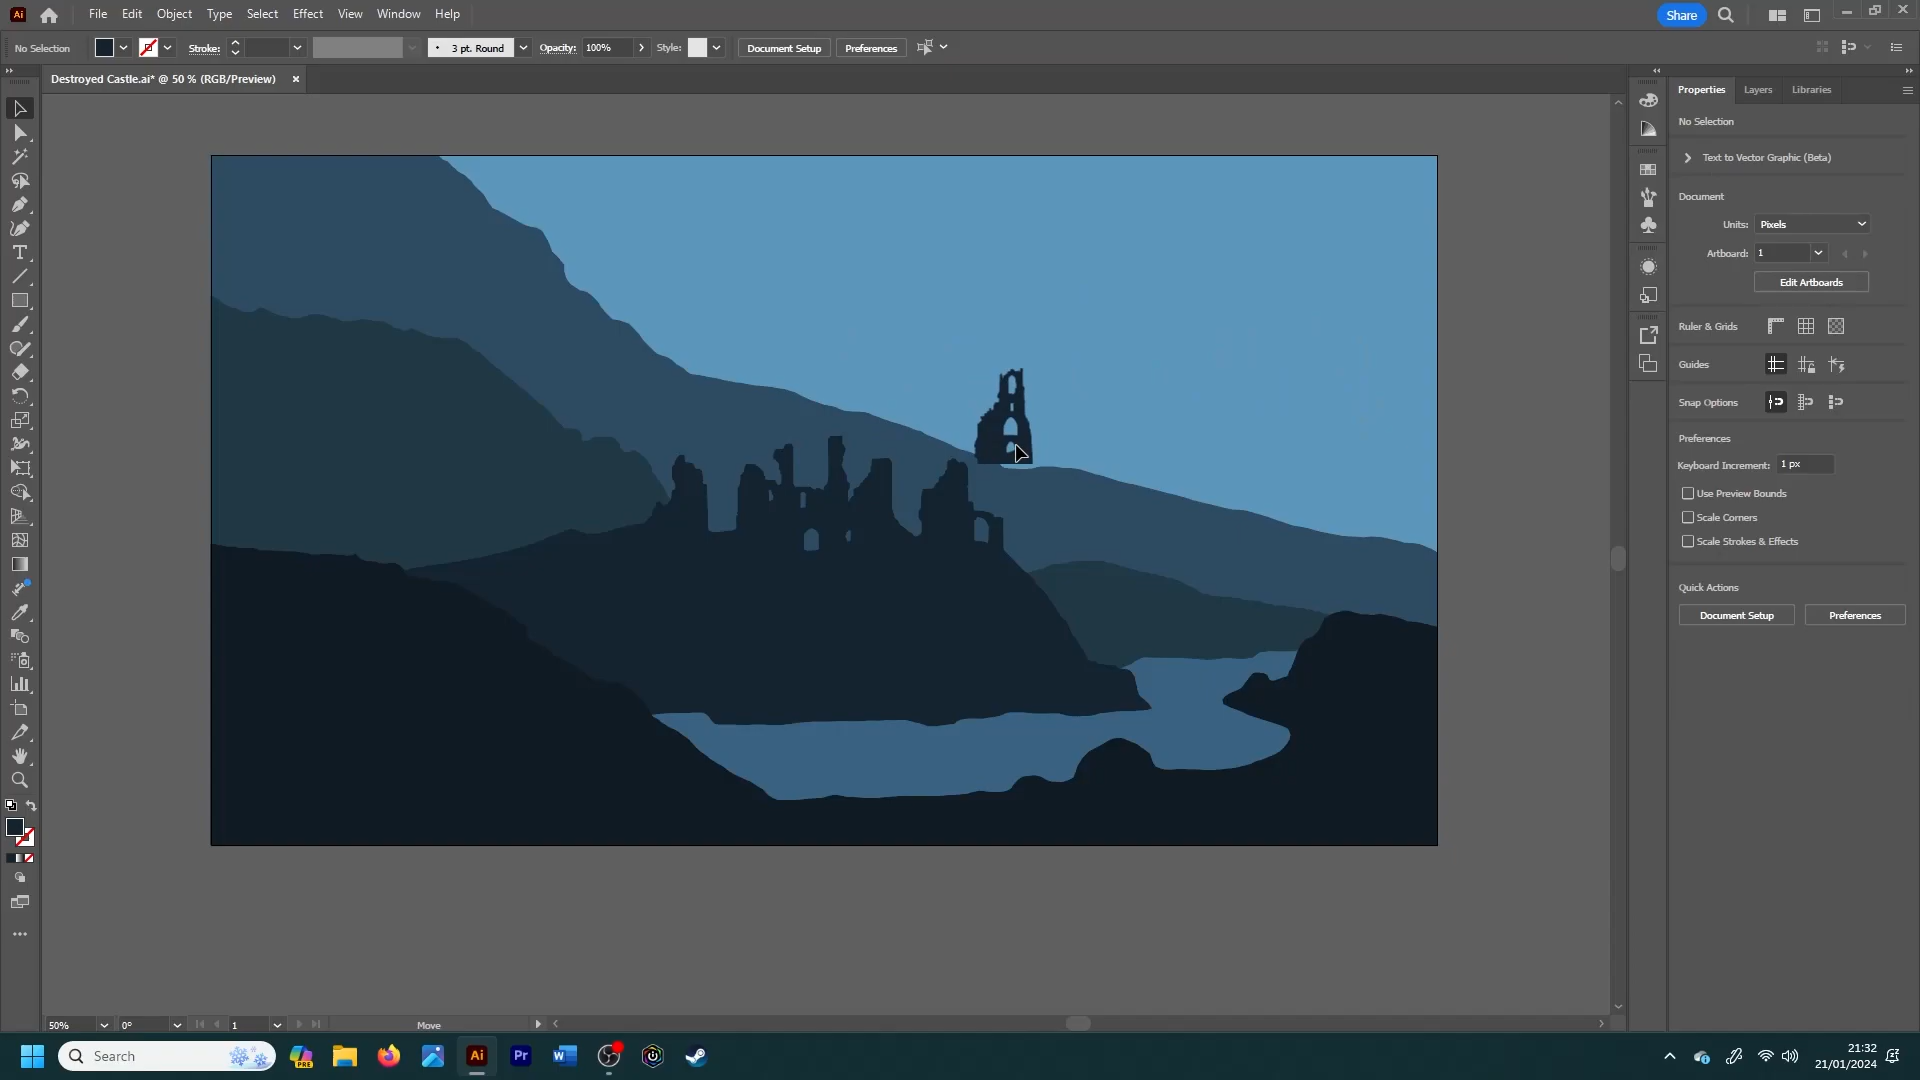 Ai File Edit Object Type Select Effect View Window Help Share
No Selection Stroke: 3 pt. Round Opacity: 100% Style: Document Setup Preferences
Destroyed Castle.ai* @ 50 % (RGB/Preview) ×
Properties Layers Libraries
No Selection
Text to Vector Graphic (Beta)
Document
Units: Pixels
Artboard: 1
Edit Artboards
Ruler & Grids
Guides
Snap Options
Preferences
Keyboard Increment: 1 px
Use Preview Bounds
Scale Corners
Scale Strokes & Effects
Quick Actions
Document Setup Preferences
50% 0° 1 Move
Search PRE Ai Pr W 21:32
21/01/2024